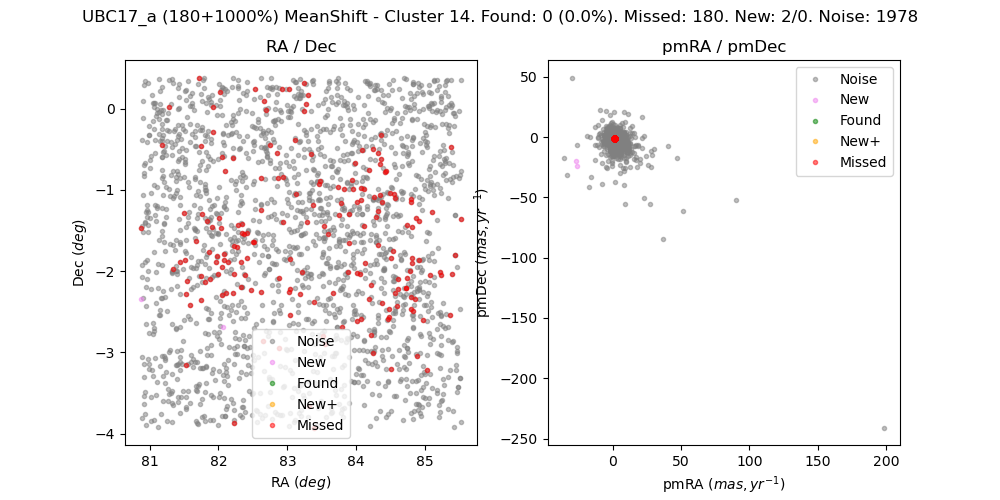 UBC17_a (180+1000%) MeanShift - Cluster 14. Found: 0 (0.0%). Missed: 180. New: 2/0. Noise: 1978
RA / Dec
0
−1
−2
−3
−4
Dec (deg)
81 82 83 84 85
RA (deg)
Noise
New
Found
New+
Missed
pmRA / pmDec
50
0
−50
−100
−150
−200
−250
pmDec (mas, yr⁻¹)
0 50 100 150 200
pmRA (mas, yr⁻¹)
Noise
New
Found
New+
Missed